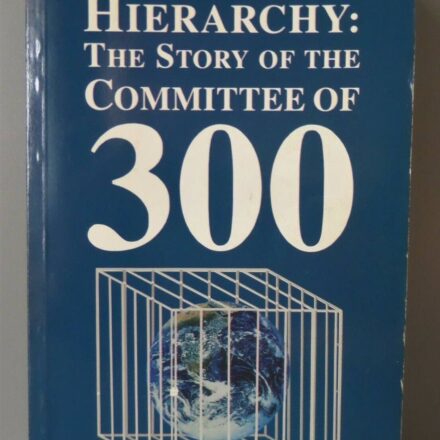 HIERARCHY:
THE STORY OF THE
COMMITTEE OF
300